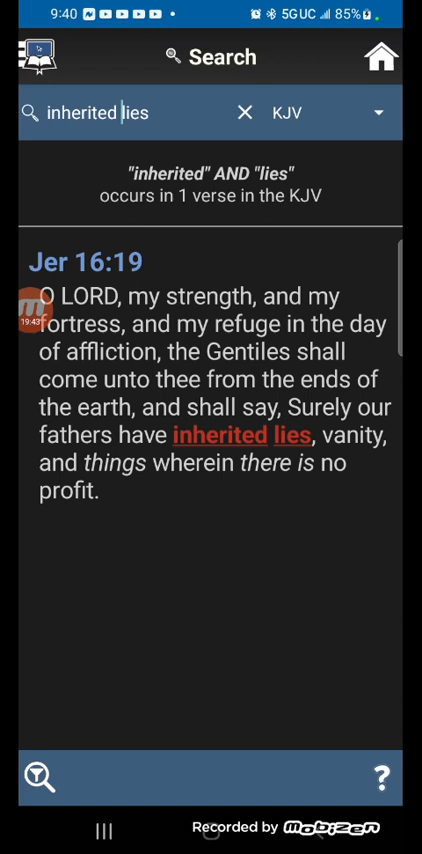 9:40 5G UC 85%
Search
inherited lies KJV
"inherited" AND "lies"
occurs in 1 verse in the KJV
Jer 16:19
O LORD, my strength, and my
fortress, and my refuge in the day
19:43
of affliction, the Gentiles shall
come unto thee from the ends of
the earth, and shall say, Surely our
fathers have inherited lies, vanity,
and things wherein there is no
profit.
?
Recorded by MOBIZEN